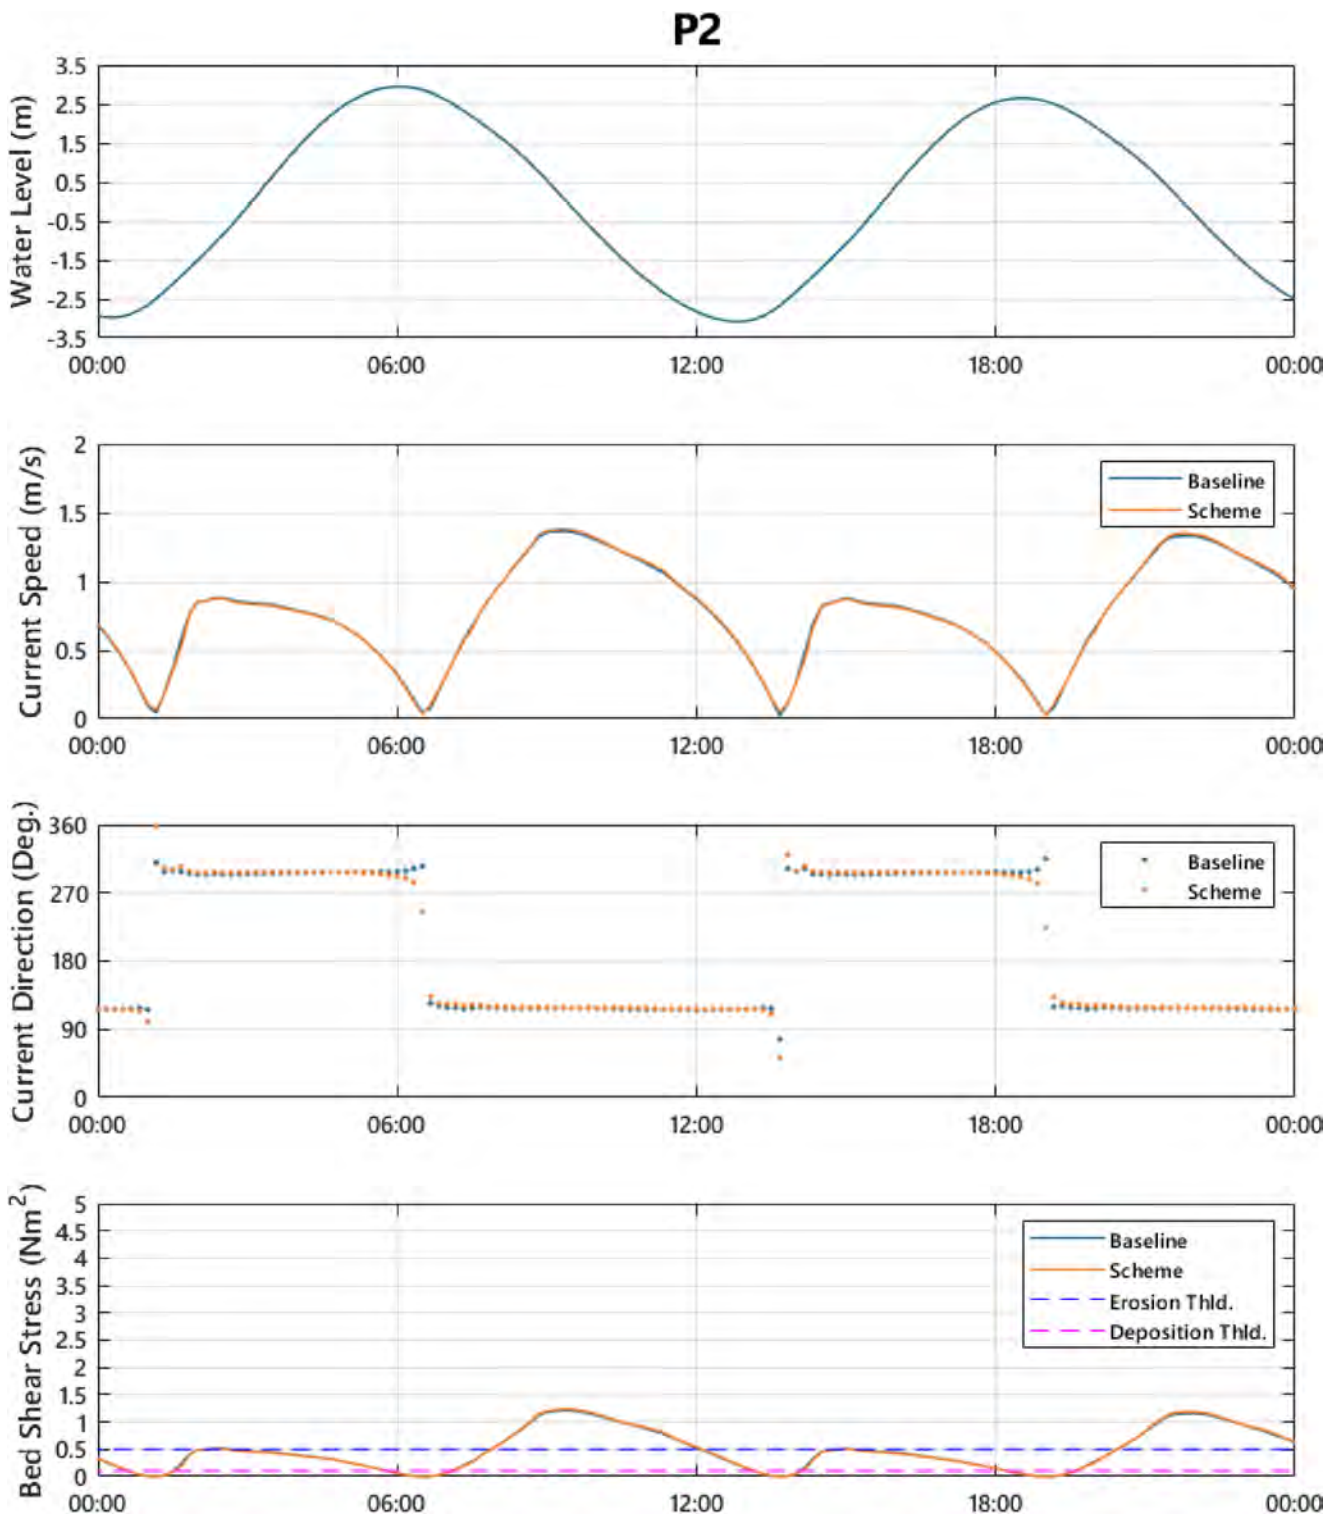 P2
Water Level (m)
3.5
2.5
1.5
0.5
-0.5
-1.5
-2.5
-3.5
00:00 06:00 12:00 18:00 00:00
Current Speed (m/s)
2
1.5
1
0.5
0
Baseline
Scheme
00:00 06:00 12:00 18:00 00:00
Current Direction (Deg.)
360
270
180
90
0
Baseline
Scheme
00:00 06:00 12:00 18:00 00:00
Bed Shear Stress (Nm²)
5
4.5
4
3.5
3
2.5
2
1.5
1
0.5
0
Baseline
Scheme
Erosion Thld.
Deposition Thld.
00:00 06:00 12:00 18:00 00:00